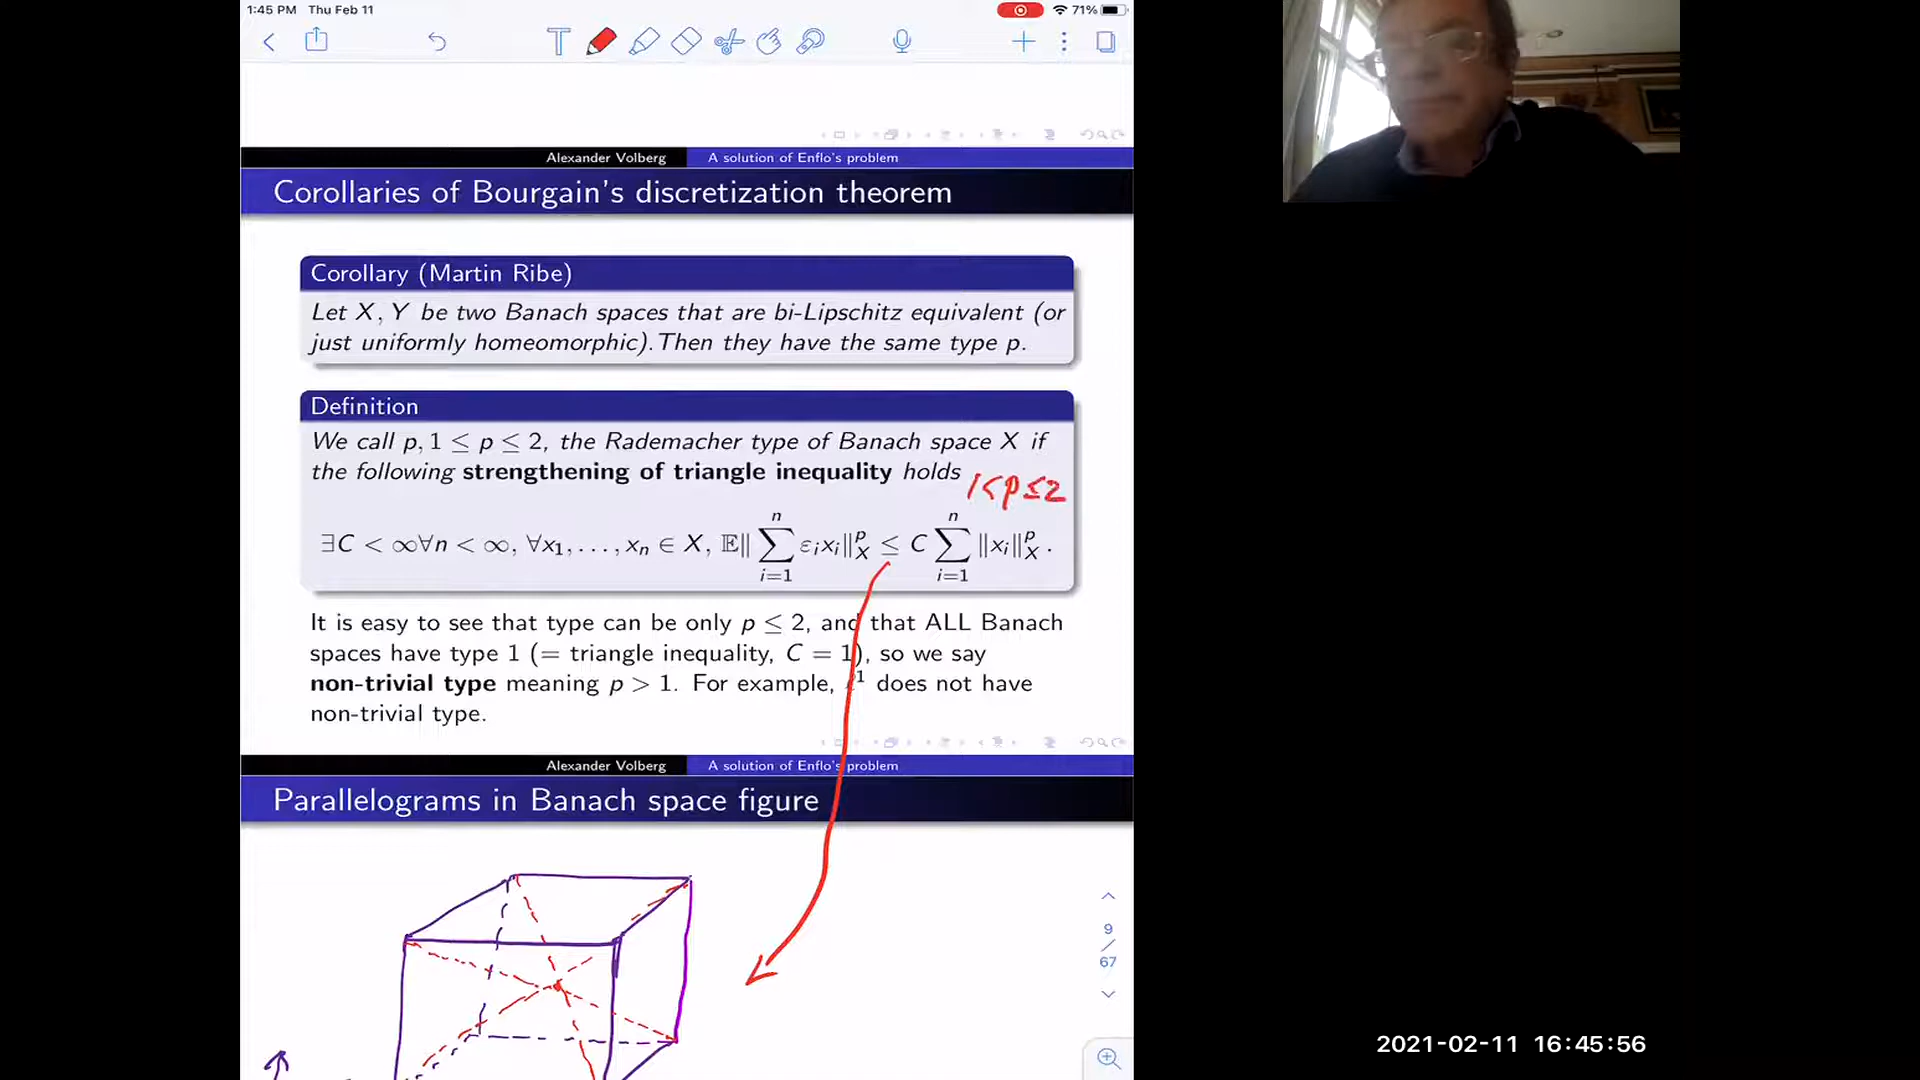 1:45 PM Thu Feb 11
71%
Alexander Volberg A solution of Enflo's problem
Corollaries of Bourgain's discretization theorem
Corollary (Martin Ribe)
Let X, Y be two Banach spaces that are bi-Lipschitz equivalent (or
just uniformly homeomorphic).Then they have the same type p.
Definition
We call p, 1 ≤ p ≤ 2, the Rademacher type of Banach space X if
the following strengthening of triangle inequality holds
1<p≤2
∃C < ∞∀n < ∞, ∀x₁, . . . , xₙ ∈ X, 𝔼‖ ∑ⁿᵢ₌₁ εᵢxᵢ‖ᵖ_X ≤ C ∑ⁿᵢ₌₁ ‖xᵢ‖ᵖ_X .
It is easy to see that type can be only p ≤ 2, and that ALL Banach
spaces have type 1 (= triangle inequality, C = 1), so we say
non-trivial type meaning p > 1. For example, ℓ¹ does not have
non-trivial type.
Alexander Volberg A solution of Enflo's problem
Parallelograms in Banach space figure
9
/
67
2021-02-11 16:45:56